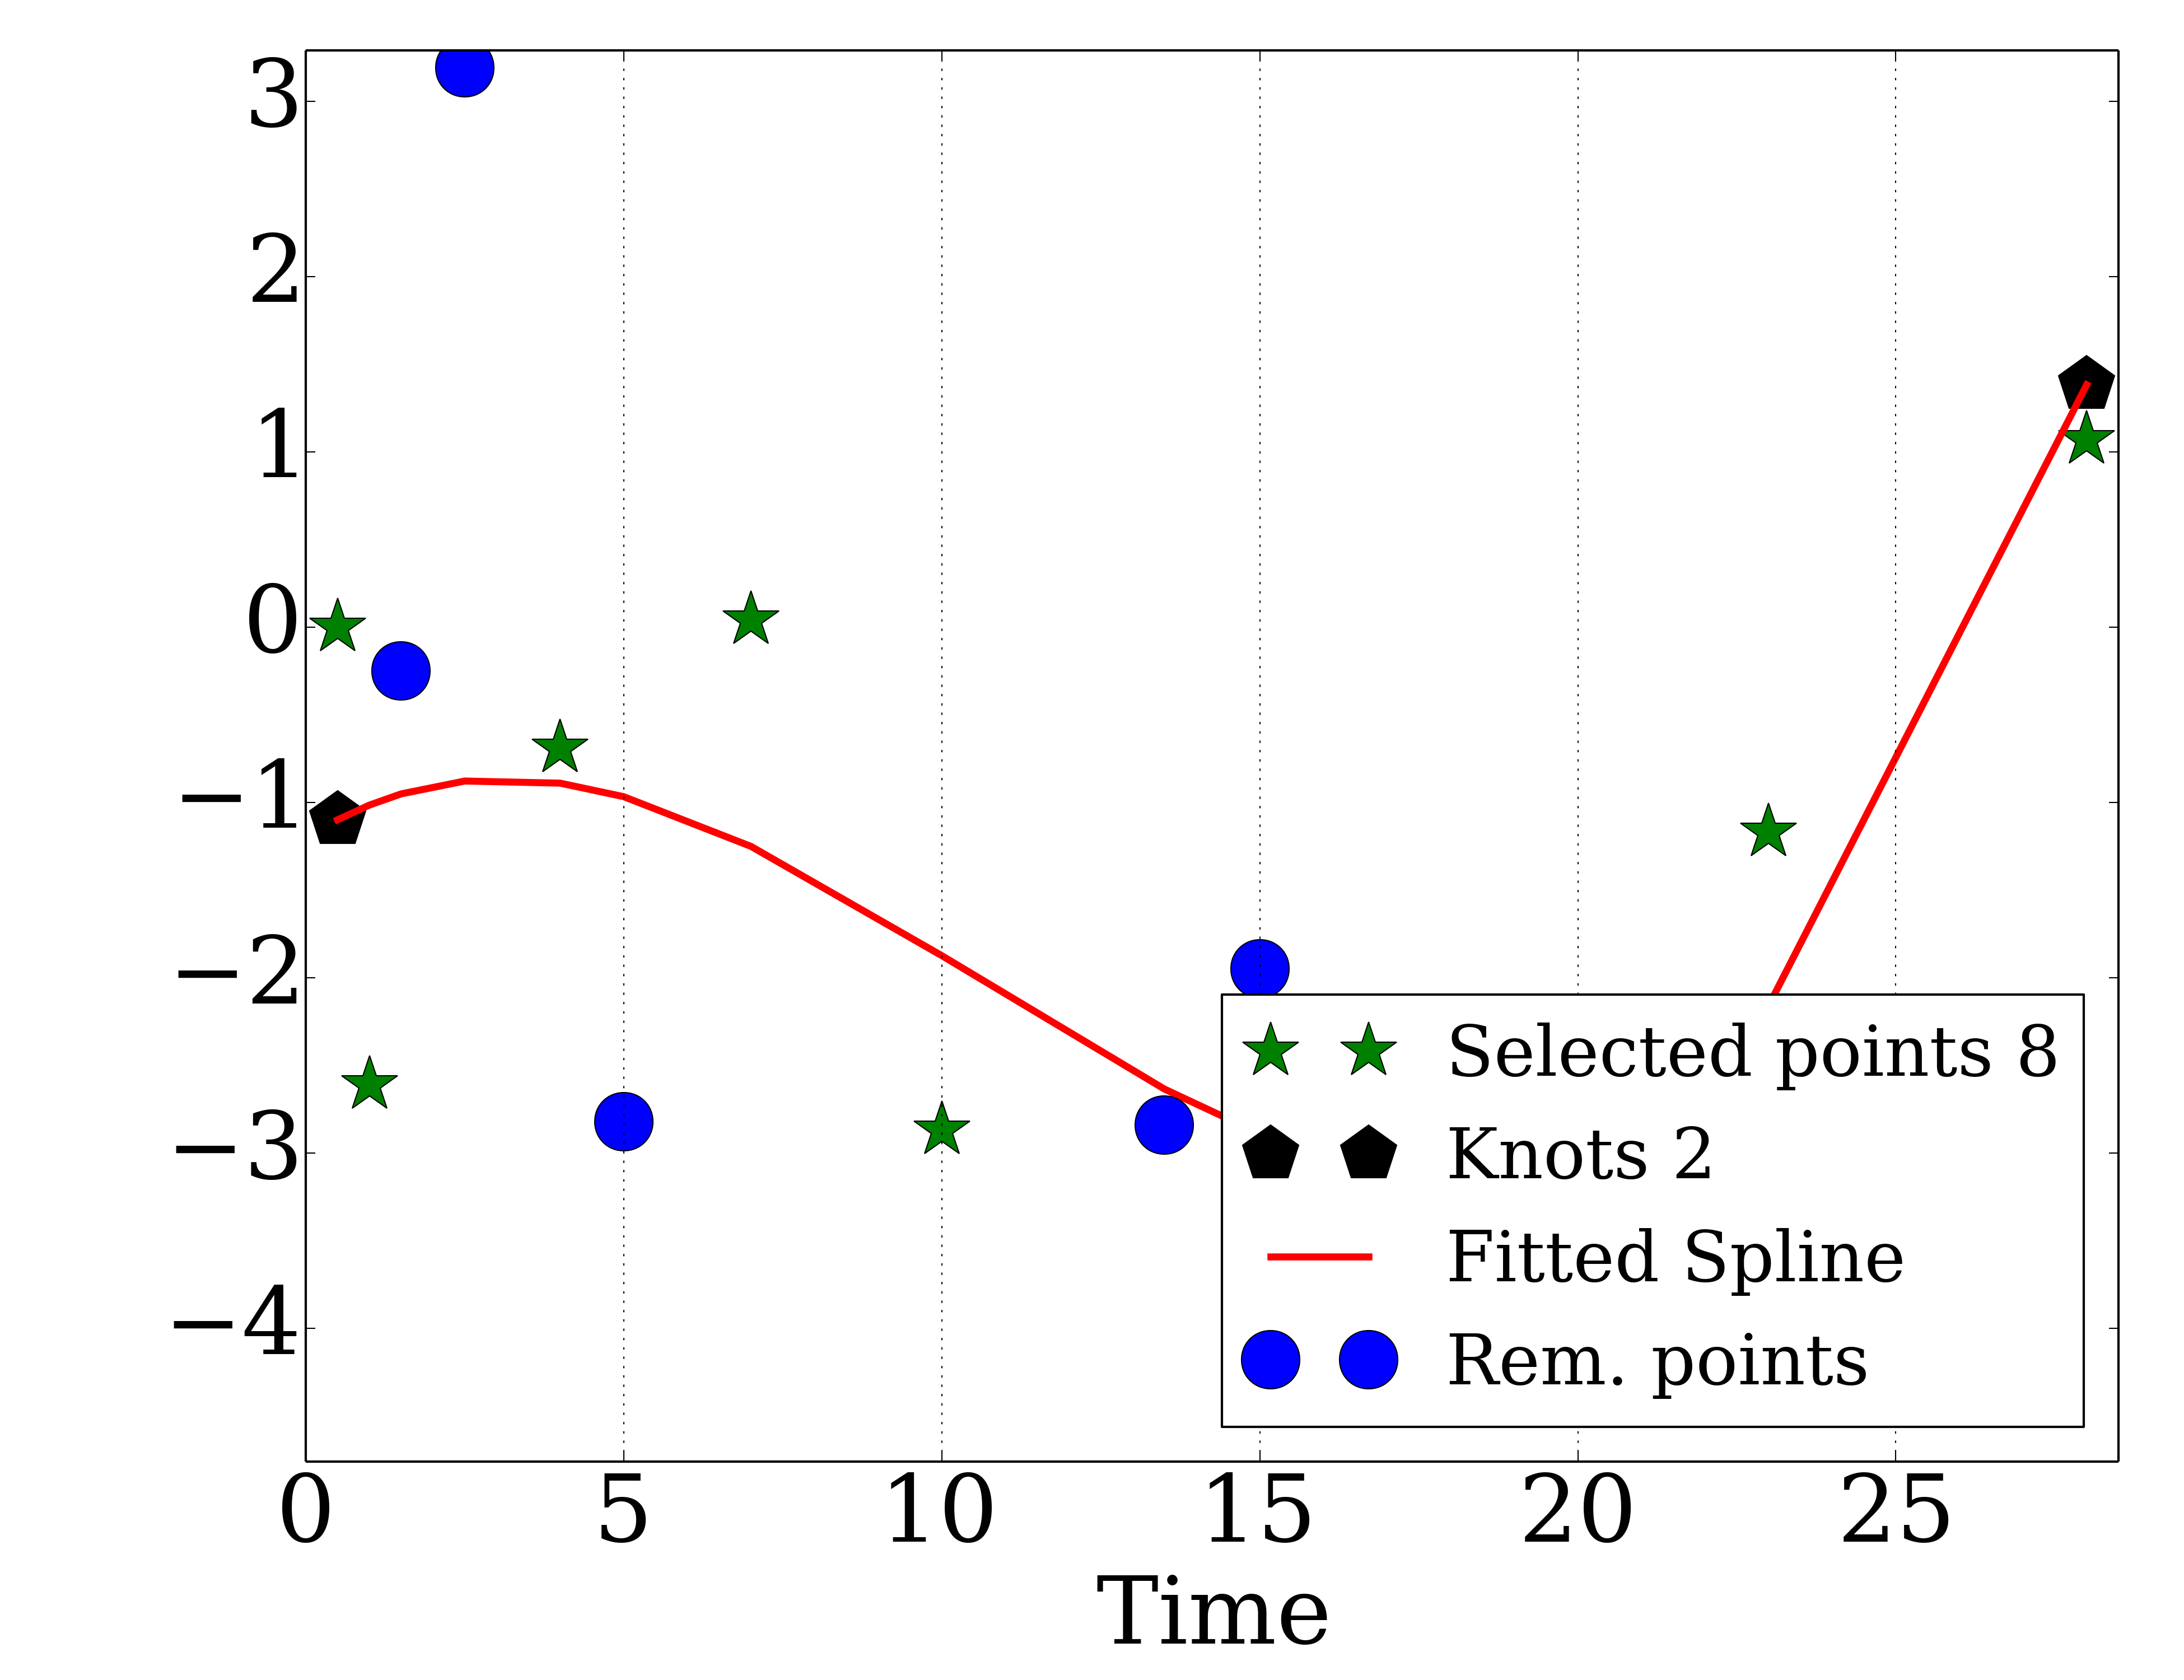 3
2
1
0
−1
−2
−3
−4
Selected points 8
Knots 2
Fitted Spline
Rem. points
0 5 10 15 20 25
Time